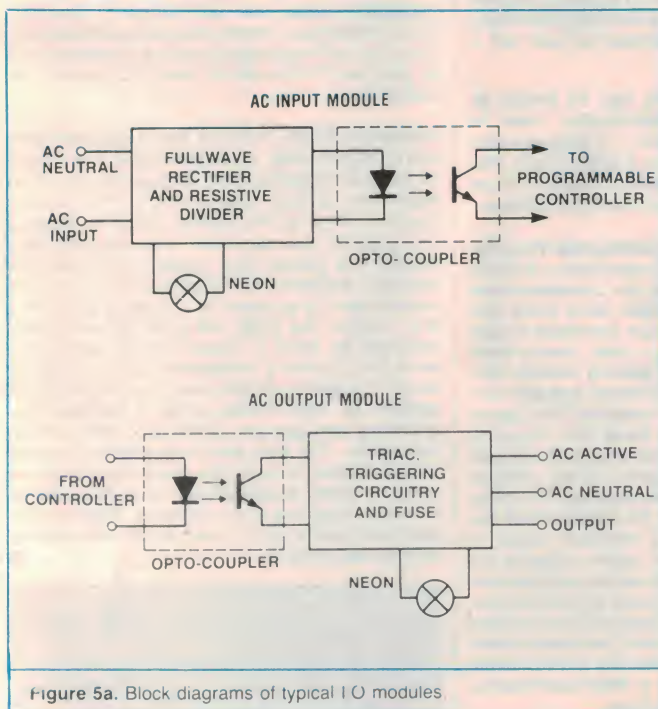 AC INPUT MODULE
AC
NEUTRAL
AC
INPUT
FULLWAVE
RECTIFIER
AND RESISTIVE
DIVIDER
NEON
OPTO- COUPLER
TO
PROGRAMMABLE
CONTROLLER
AC OUTPUT MODULE
FROM
CONTROLLER
OPTO-COUPLER
TRIAC.
TRIGGERING
CIRCUITRY
AND FUSE
NEON
AC ACTIVE
AC NEUTRAL
OUTPUT
Figure 5a. Block diagrams of typical I O modules.